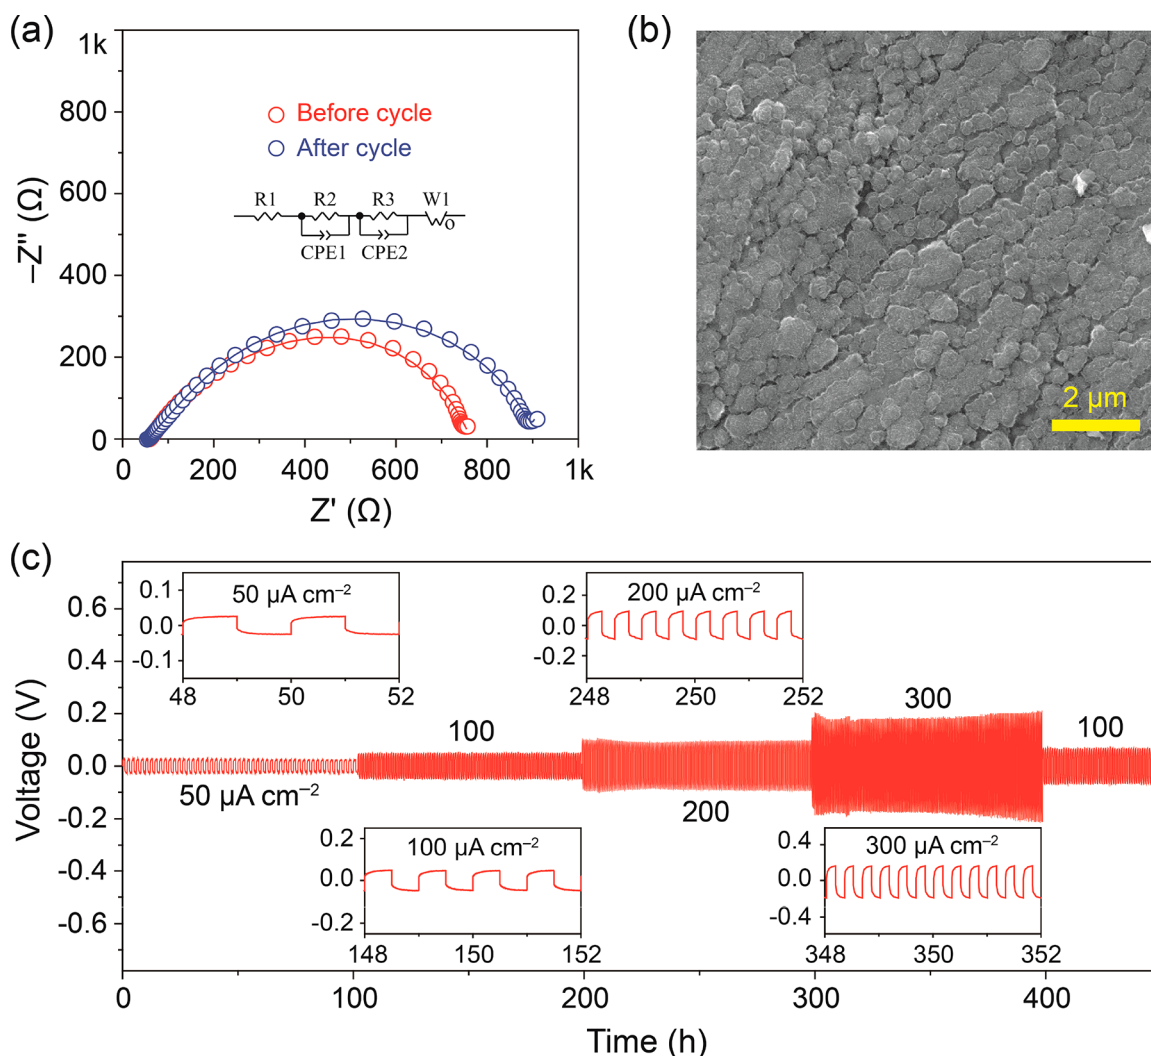 (a)
1k
800
600
400
200
0
−Z'' (Ω)
Before cycle
After cycle
R1 R2 R3 W1
CPE1 CPE2 o
0 200 400 600 800 1k
Z' (Ω)
(b)
2 µm
(c)
Voltage (V)
0.6
0.4
0.2
0.0
-0.2
-0.4
-0.6
50 µA cm⁻²
0.1
0.0
-0.1
48 50 52
200 µA cm⁻²
0.2
0.0
-0.2
248 250 252
50 µA cm⁻²
100
200
300
100
100 µA cm⁻²
0.2
0.0
-0.2
148 150 152
300 µA cm⁻²
0.4
0.0
-0.4
348 350 352
0 100 200 300 400
Time (h)